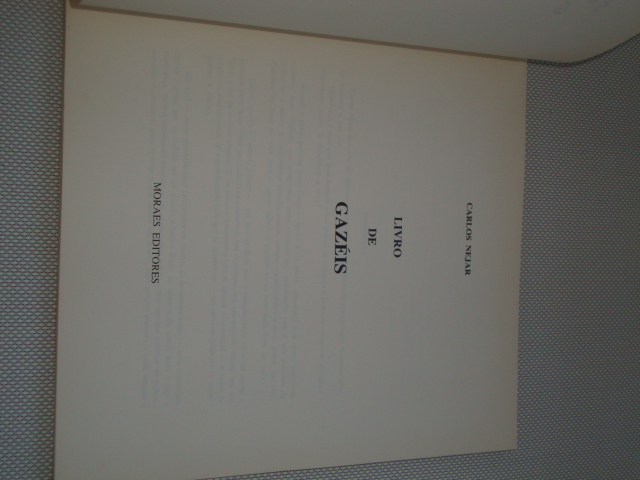 CARLOS NEJAR
LIVRO
DE
GAZÉIS
MORAES EDITORES